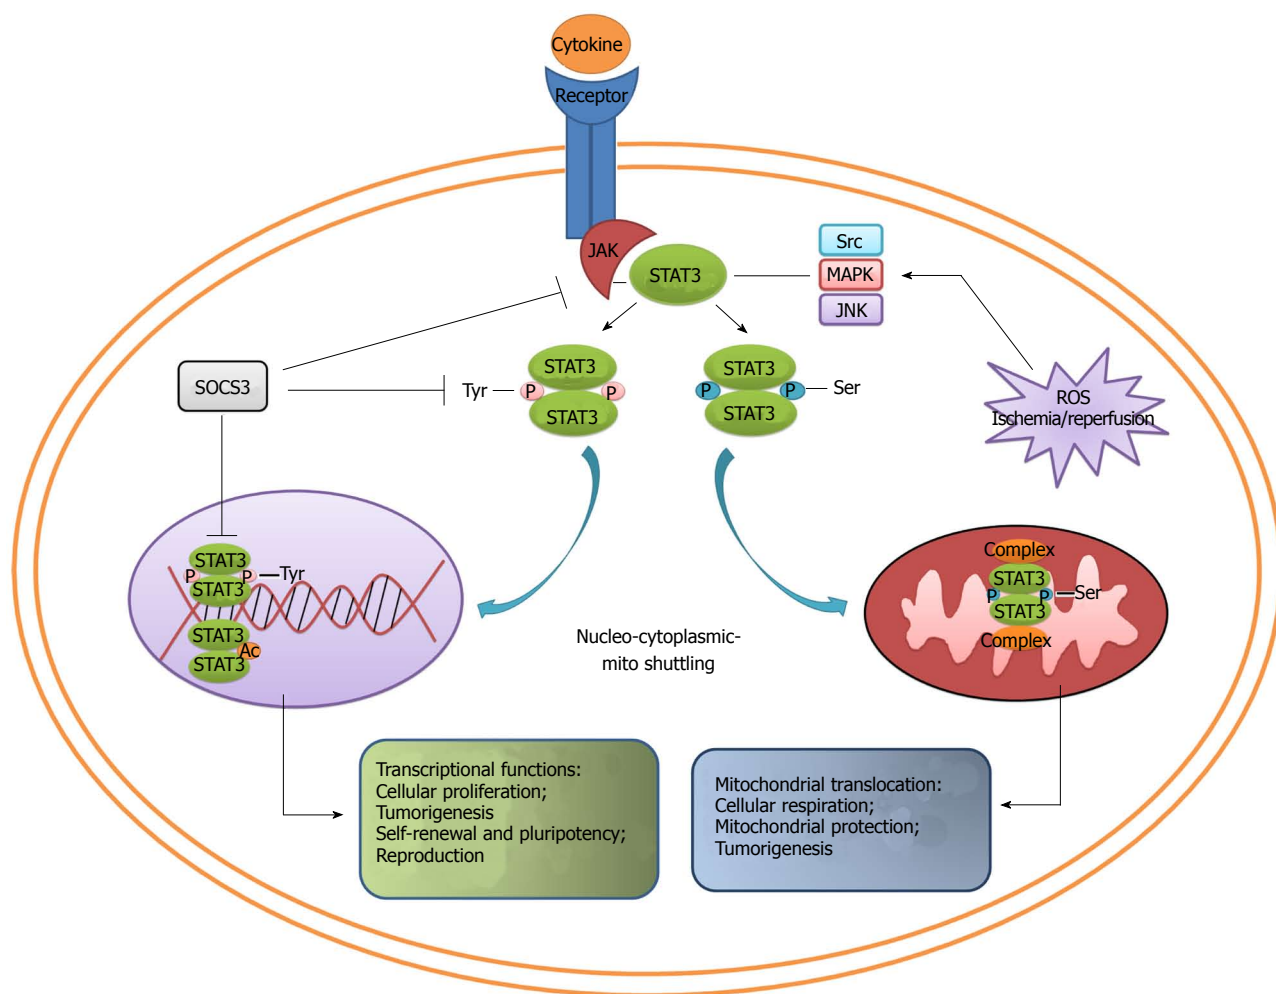 Cytokine
Receptor
JAK
STAT3
Src
MAPK
JNK
SOCS3
Tyr
STAT3
P
P
STAT3
STAT3
P
P
STAT3
Ser
ROS
Ischemia/reperfusion
STAT3
P
P
Tyr
STAT3
STAT3
Ac
STAT3
Nucleo-cytoplasmic-
mito shuttling
Complex
STAT3
P
P
Ser
STAT3
Complex
Transcriptional functions:
Cellular proliferation;
Tumorigenesis
Self-renewal and pluripotency;
Reproduction
Mitochondrial translocation:
Cellular respiration;
Mitochondrial protection;
Tumorigenesis